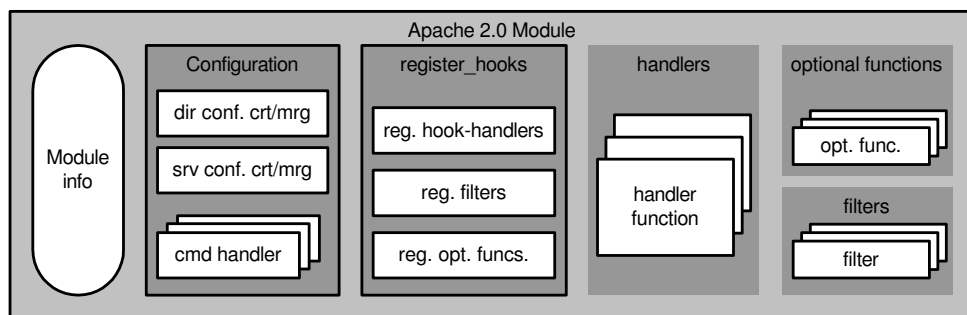 Apache 2.0 Module
Module
info
Configuration
dir conf. crt/mrg
srv conf. crt/mrg
cmd handler
register_hooks
reg. hook-handlers
reg. filters
reg. opt. funcs.
handlers
handler
function
optional functions
opt. func.
filters
filter